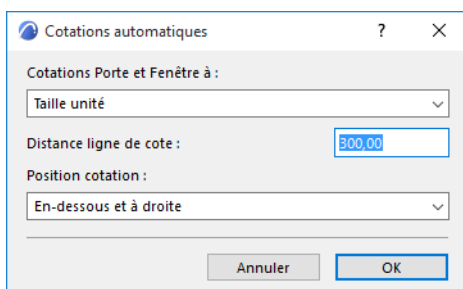 Cotations automatiques
?
Cotations Porte et Fenêtre à :
Taille unité
Distance ligne de cote :
300,00
Position cotation :
En-dessous et à droite
Annuler
OK